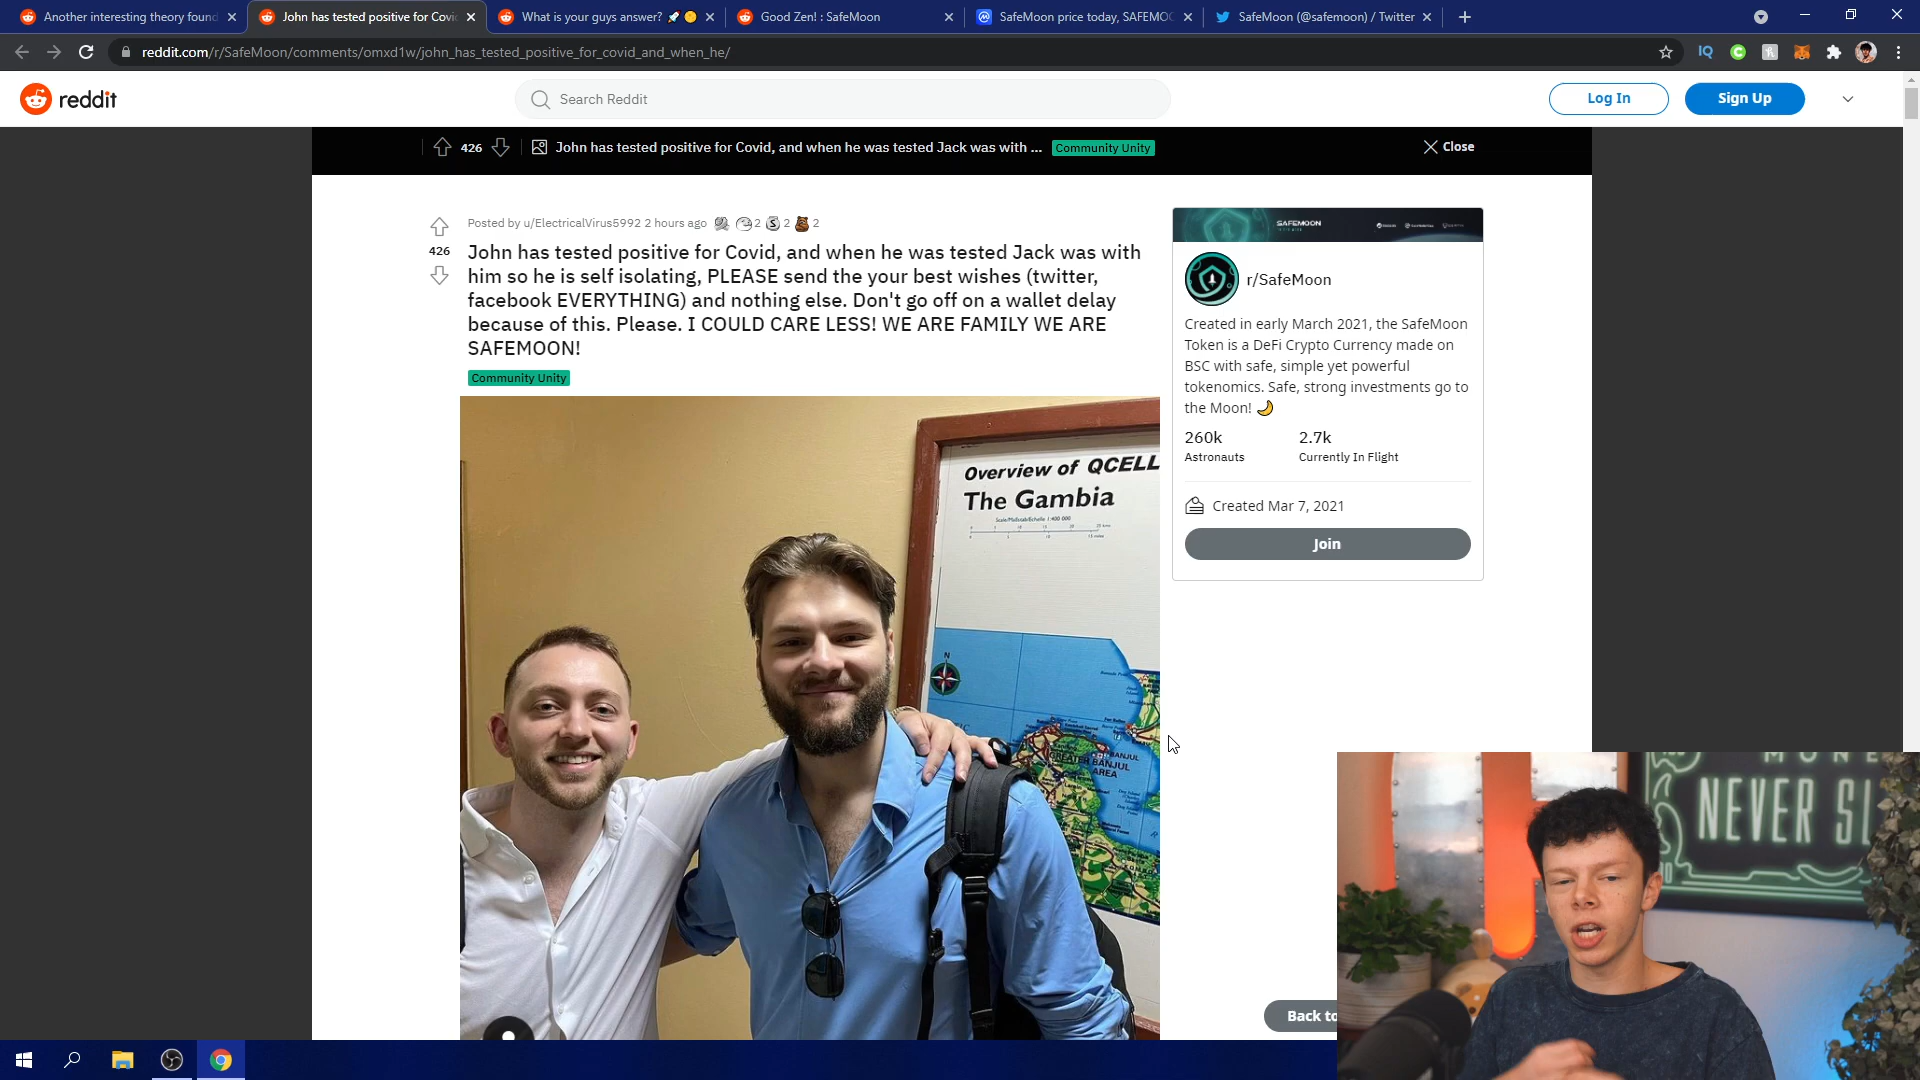 Another interesting theory found
John has tested positive for Covi
What is your guys answer? 🚀🌕
Good Zen! : SafeMoon
SafeMoon price today, SAFEMOO
SafeMoon (@safemoon) / Twitter
reddit.com/r/SafeMoon/comments/omxd1w/john_has_tested_positive_for_covid_and_when_he/
reddit
Search Reddit
Log In
Sign Up
426
John has tested positive for Covid, and when he was tested Jack was with ...
Community Unity
Close
Posted by u/ElectricalVirus5992 2 hours ago
2
2
2
426
John has tested positive for Covid, and when he was tested Jack was with
him so he is self isolating, PLEASE send the your best wishes (twitter,
facebook EVERYTHING) and nothing else. Don't go off on a wallet delay
because of this. Please. I COULD CARE LESS! WE ARE FAMILY WE ARE
SAFEMOON!
Community Unity
SAFEMOON
r/SafeMoon
Created in early March 2021, the SafeMoon
Token is a DeFi Crypto Currency made on
BSC with safe, simple yet powerful
tokenomics. Safe, strong investments go to
the Moon! 🌙
260k
2.7k
Astronauts
Currently In Flight
Created Mar 7, 2021
Join
Overview of QCELL
The Gambia
N
GREATER BANJUL
AREA
NEVER SL
Back to